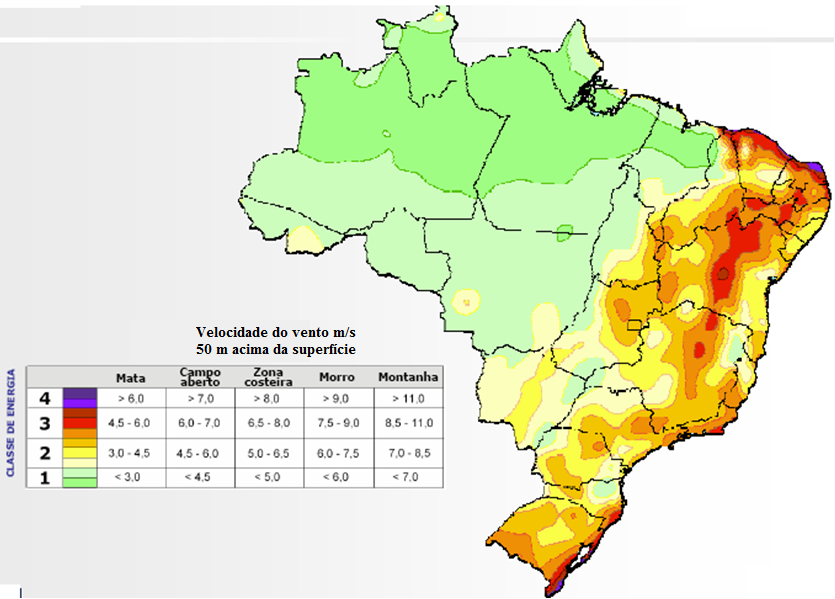 Velocidade do vento m/s
50 m acima da superfície
CLASSE DE ENERGIA
Mata Campo aberto Zona costeira Morro Montanha
4 > 6,0 > 7,0 > 8,0 > 9,0 > 11,0
3 4,5 - 6,0 6,0 - 7,0 6,5 - 8,0 7,5 - 9,0 8,5 - 11,0
2 3,0 - 4,5 4,5 - 6,0 5,0 - 6,5 6,0 - 7,5 7,0 - 8,5
1 < 3,0 < 4,5 < 5,0 < 6,0 < 7,0